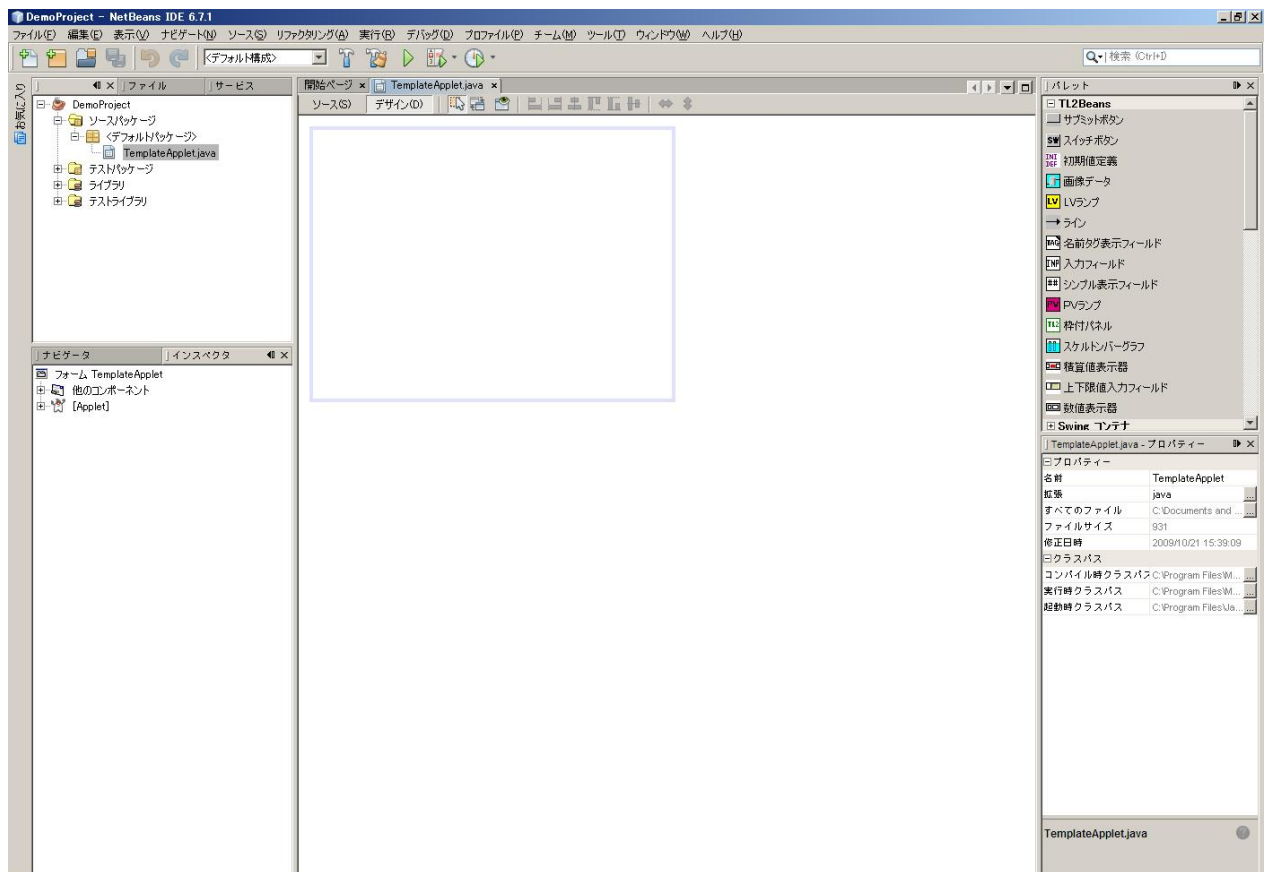 DemoProject - NetBeans IDE 6.7.1
ファイル(F) 編集(E) 表示(V) ナビゲート(N) ソース(S) リファクタリング(A) 実行(R) デバッグ(D) プロファイル(P) チーム(M) ツール(T) ウィンドウ(W) ヘルプ(H)
<デフォルト構成>
検索 (Ctrl+I)
お気に入り
ファイル サービス
DemoProject
ソースパッケージ
<デフォルトパッケージ>
TemplateApplet.java
テストパッケージ
ライブラリ
テストライブラリ
ナビゲータ インスペクタ
フォーム TemplateApplet
他のコンポーネント
[Applet]
開始ページ TemplateApplet.java
ソース(S) デザイン(D)
パレット
TL2Beans
サブミットボタン
SW スイッチボタン
INI DEF 初期値定義
画像データ
LV LVランプ
ライン
TAG 名前タグ表示フィールド
INP 入力フィールド
## シンプル表示フィールド
PV PVランプ
TL2 枠付パネル
スケルトンバーグラフ
積算値表示器
上下限値入力フィールド
数値表示器
Swing コンテナ
TemplateApplet.java - プロパティー
プロパティー
名前 TemplateApplet
拡張 java ...
すべてのファイル C:\Documents and ... ...
ファイルサイズ 931
修正日時 2009/10/21 15:39:09
クラスパス
コンパイル時クラスパス C:\Program Files\M... ...
実行時クラスパス C:\Program Files\M... ...
起動時クラスパス C:\Program Files\Ja... ...
TemplateApplet.java